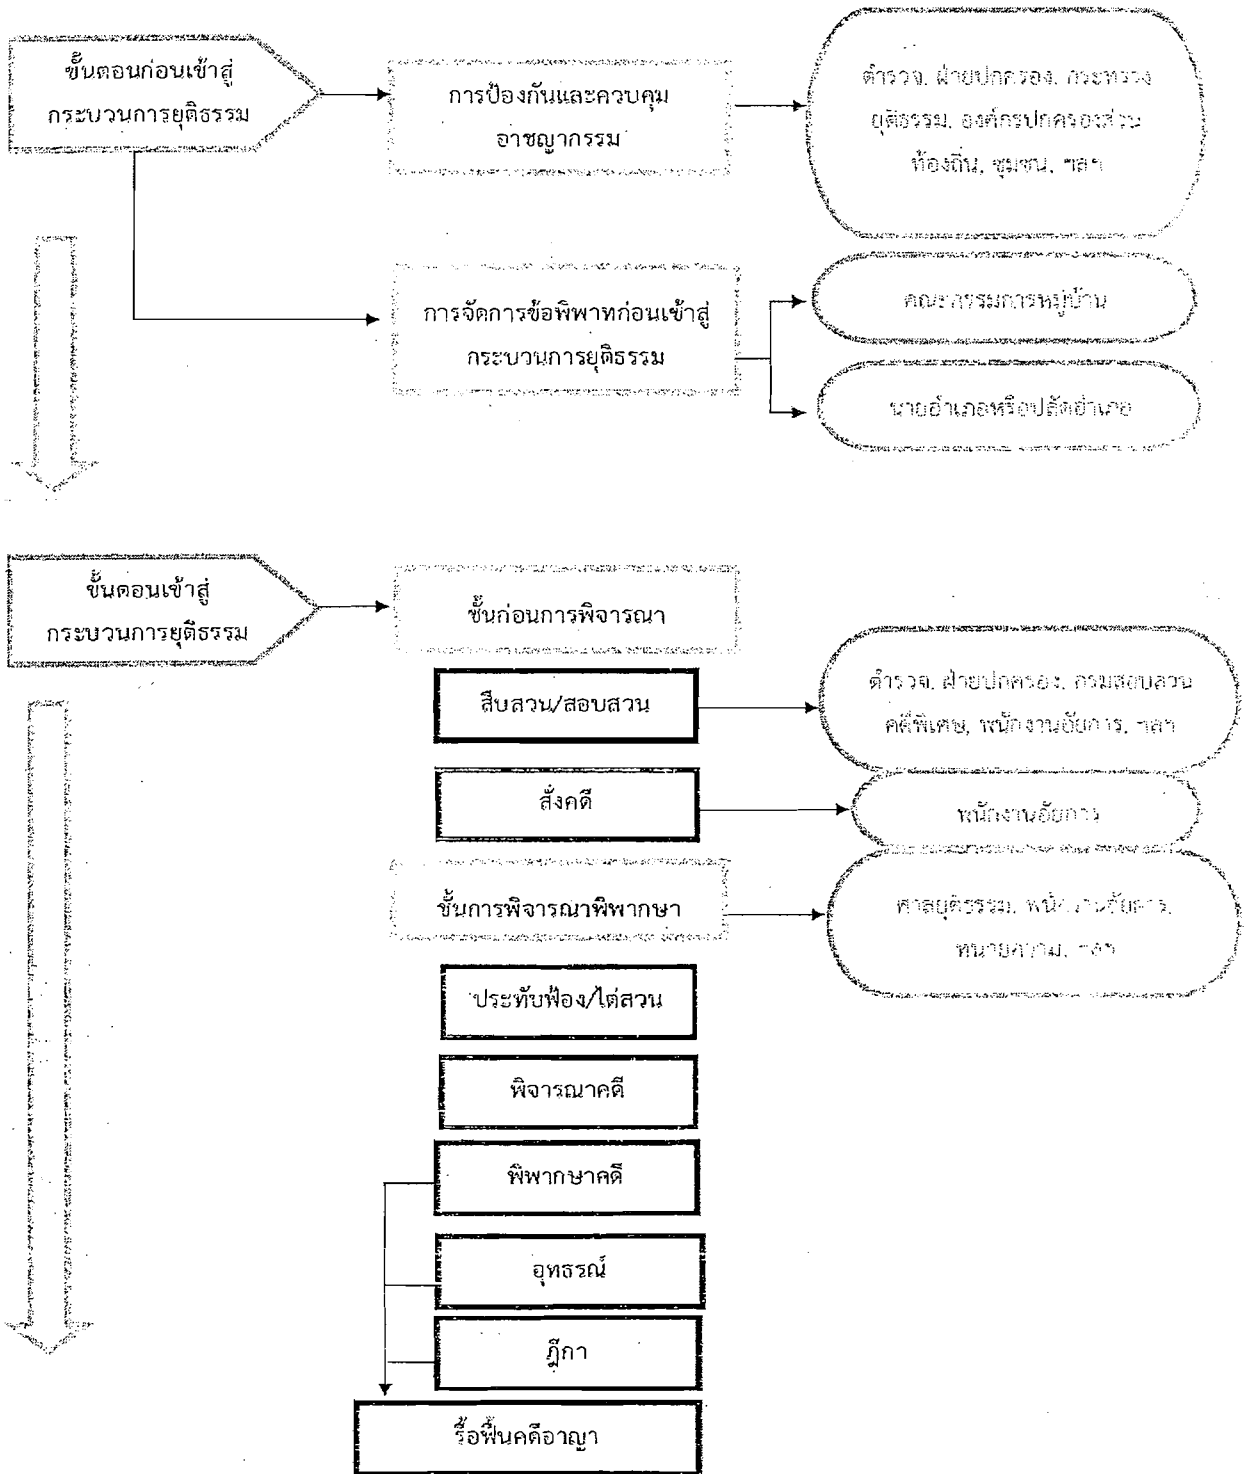 ขั้นตอนก่อนเข้าสู่
กระบวนการยุติธรรม
การป้องกันและควบคุม
อาชญากรรม
ตำรวจ, ฝ่ายปกครอง, กระทรวง
ยุติธรรม, องค์กรปกครองส่วน
ท้องถิ่น, ชุมชน, ฯลฯ
การจัดการข้อพิพาทก่อนเข้าสู่
กระบวนการยุติธรรม
คณะกรรมการหมู่บ้าน
นายอำเภอหรือปลัดอำเภอ
ขั้นตอนเข้าสู่
กระบวนการยุติธรรม
ชั้นก่อนการพิจารณา
สืบสวน/สอบสวน
ตำรวจ, ฝ่ายปกครอง, กรมสอบสวน
คดีพิเศษ, พนักงานอัยการ, ฯลฯ
สั่งคดี
พนักงานอัยการ
ชั้นการพิจารณาพิพากษา
ศาลยุติธรรม, พนักงานอัยการ,
ทนายความ, ฯลฯ
ประทับฟ้อง/ไต่สวน
พิจารณาคดี
พิพากษาคดี
อุทธรณ์
ฎีกา
รื้อฟื้นคดีอาญา